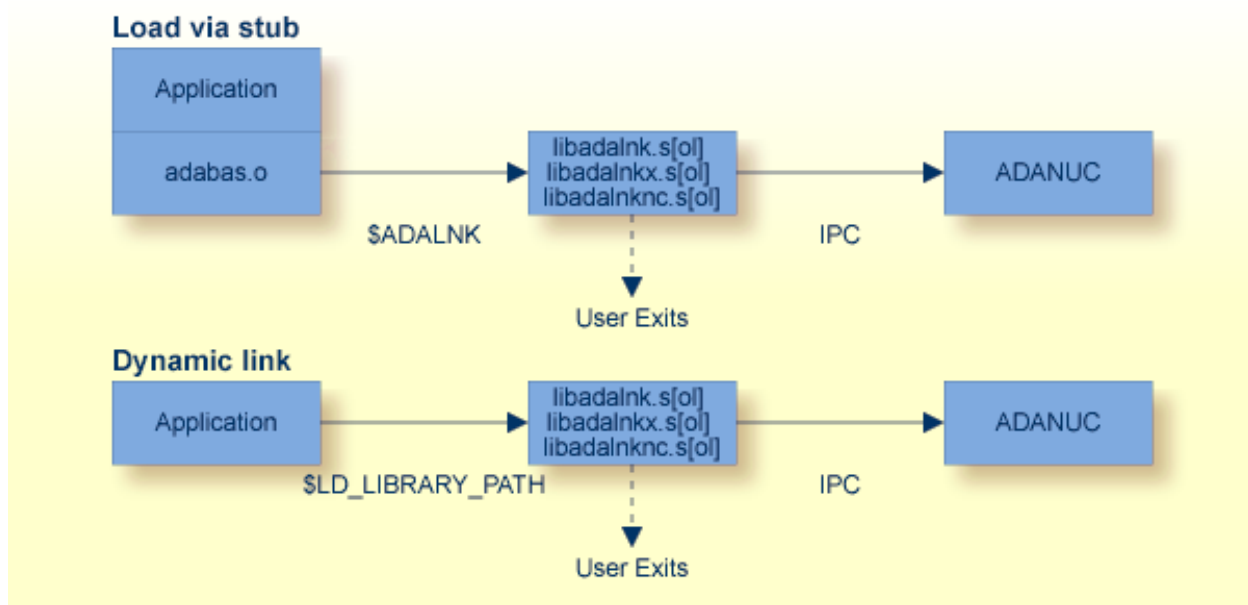 Load via stub
Application
adabas.o
$ADALNK
libadalnk.s[ol]
libadalnkx.s[ol]
libadalnknc.s[ol]
IPC
ADANUC
User Exits
Dynamic link
Application
$LD_LIBRARY_PATH
libadalnk.s[ol]
libadalnkx.s[ol]
libadalnknc.s[ol]
IPC
ADANUC
User Exits